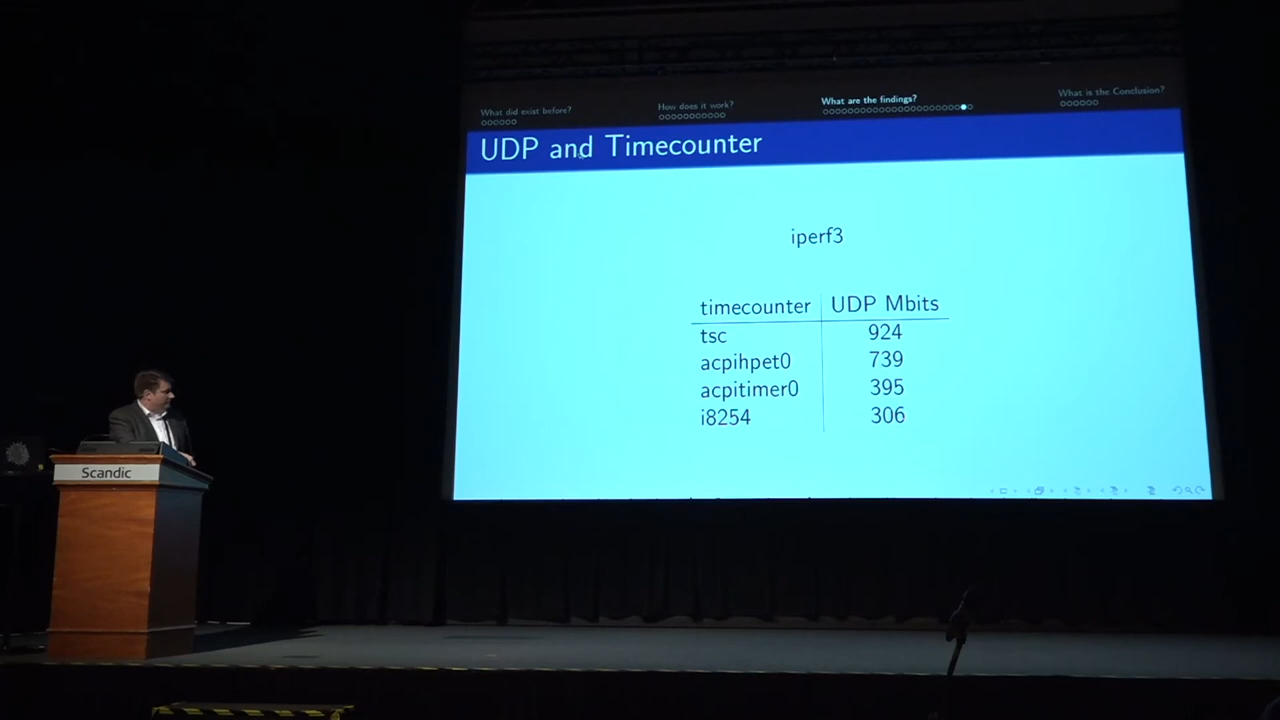 What did exist before?
How does it work?
What are the findings?
What is the Conclusion?
UDP and Timecounter
iperf3
timecounter UDP Mbits
tsc 924
acpihpet0 739
acpitimer0 395
i8254 306
Scandic